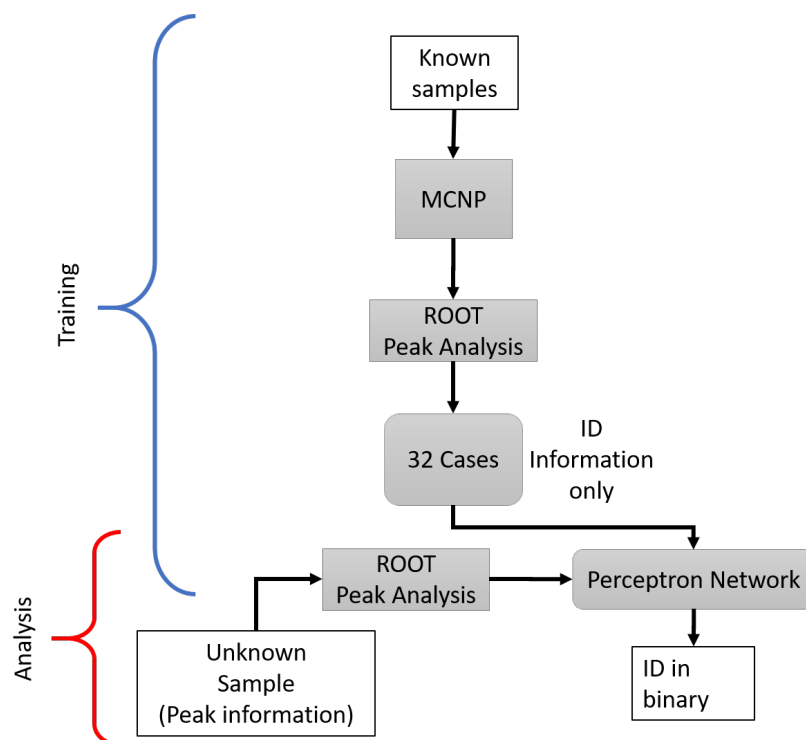 Known
samples
MCNP
ROOT
Peak Analysis
32 Cases
ID
Information
only
Training
ROOT
Peak Analysis
Perceptron Network
Analysis
Unknown
Sample
(Peak information)
ID in
binary